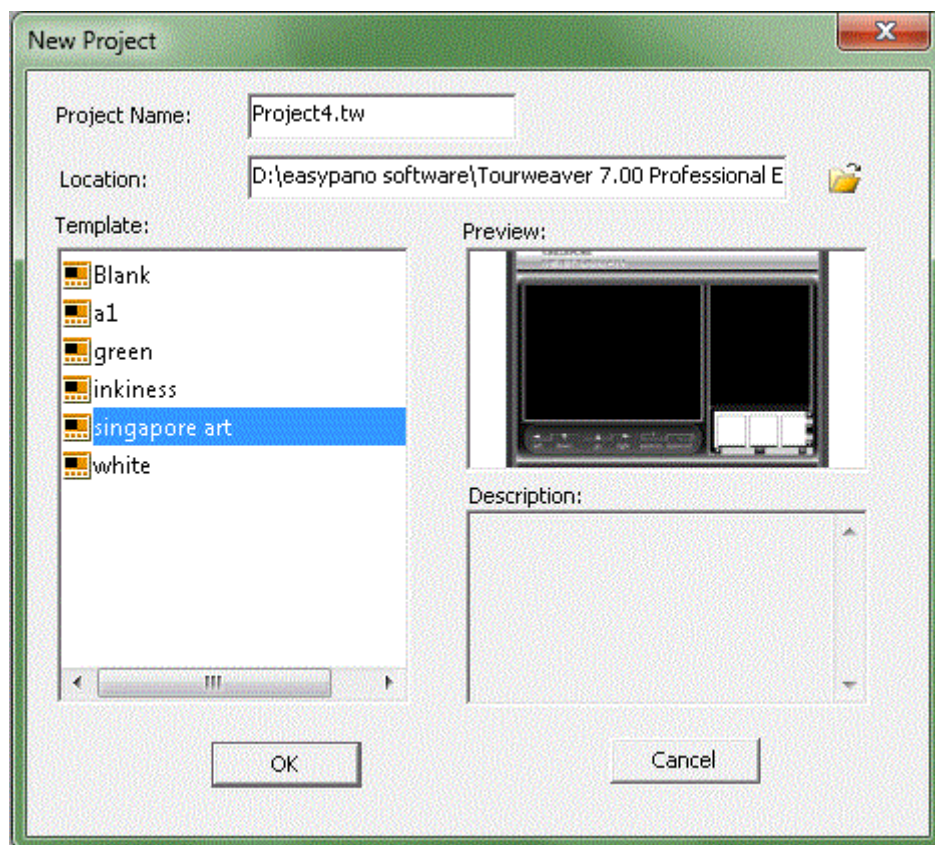 New Project
Project Name:
Project4.tw
Location:
D:\easypano software\Tourweaver 7.00 Professional E
Template:
Blank
a1
green
inkiness
singapore art
white
Preview:
Description:
OK
Cancel